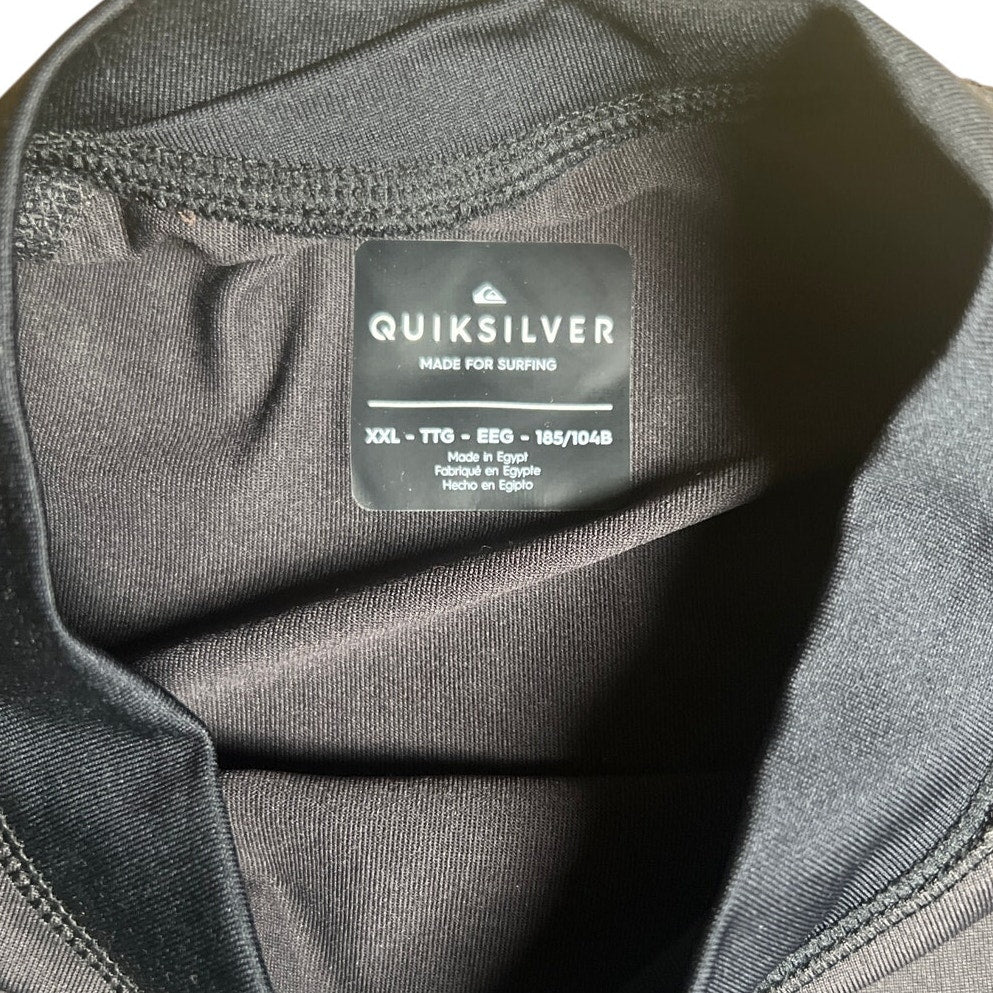 QUIKSILVER
MADE FOR SURFING
XXL - TTG - EEG - 185/104B
Made in Egypt
Fabriqué en Egypte
Hecho en Egipto